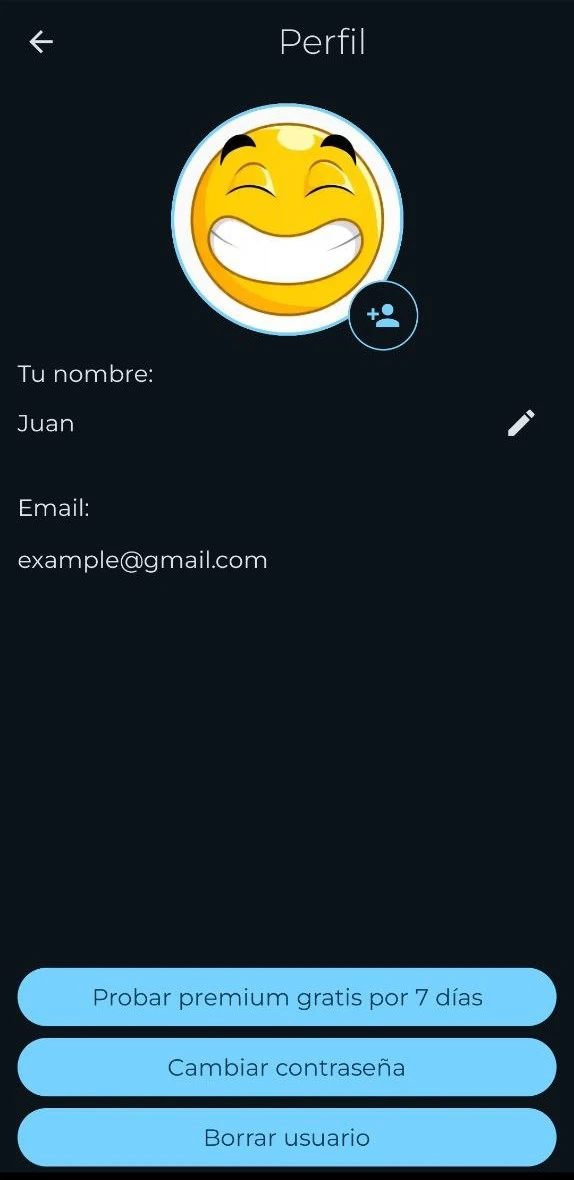 Perfil
Tu nombre:
Juan
Email:
example@gmail.com
Probar premium gratis por 7 días
Cambiar contraseña
Borrar usuario